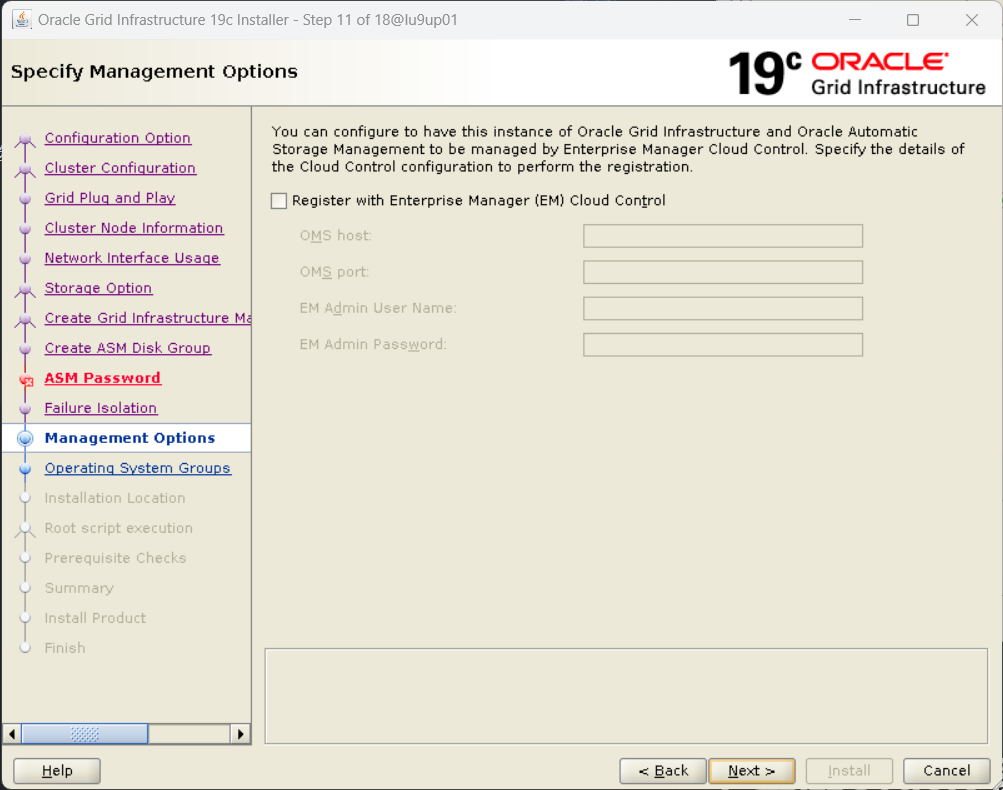 Oracle Grid Infrastructure 19c Installer - Step 11 of 18@lu9up01
Specify Management Options
19c ORACLE
Grid Infrastructure
Configuration Option
Cluster Configuration
Grid Plug and Play
Cluster Node Information
Network Interface Usage
Storage Option
Create Grid Infrastructure Ma
Create ASM Disk Group
ASM Password
Failure Isolation
Management Options
Operating System Groups
Installation Location
Root script execution
Prerequisite Checks
Summary
Install Product
Finish
You can configure to have this instance of Oracle Grid Infrastructure and Oracle Automatic
Storage Management to be managed by Enterprise Manager Cloud Control. Specify the details of
the Cloud Control configuration to perform the registration.
Register with Enterprise Manager (EM) Cloud Control
OMS host:
OMS port:
EM Admin User Name:
EM Admin Password:
Help
< Back
Next >
Install
Cancel